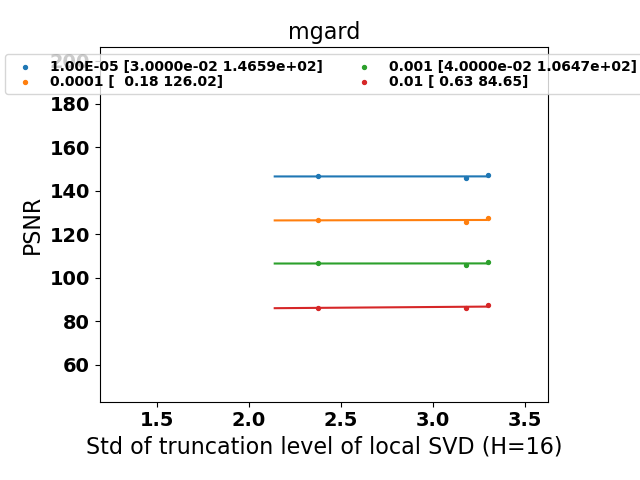 mgard
1.00E-05 [3.0000e-02 1.4659e+02]
0.0001 [  0.18 126.02]
0.001 [4.0000e-02 1.0647e+02]
0.01 [ 0.63 84.65]
PSNR
200
180
160
140
120
100
80
60
1.5 2.0 2.5 3.0 3.5
Std of truncation level of local SVD (H=16)